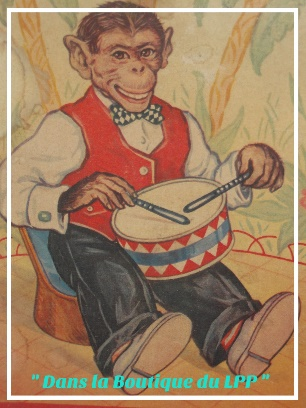 " Dans la Boutique du LPP "